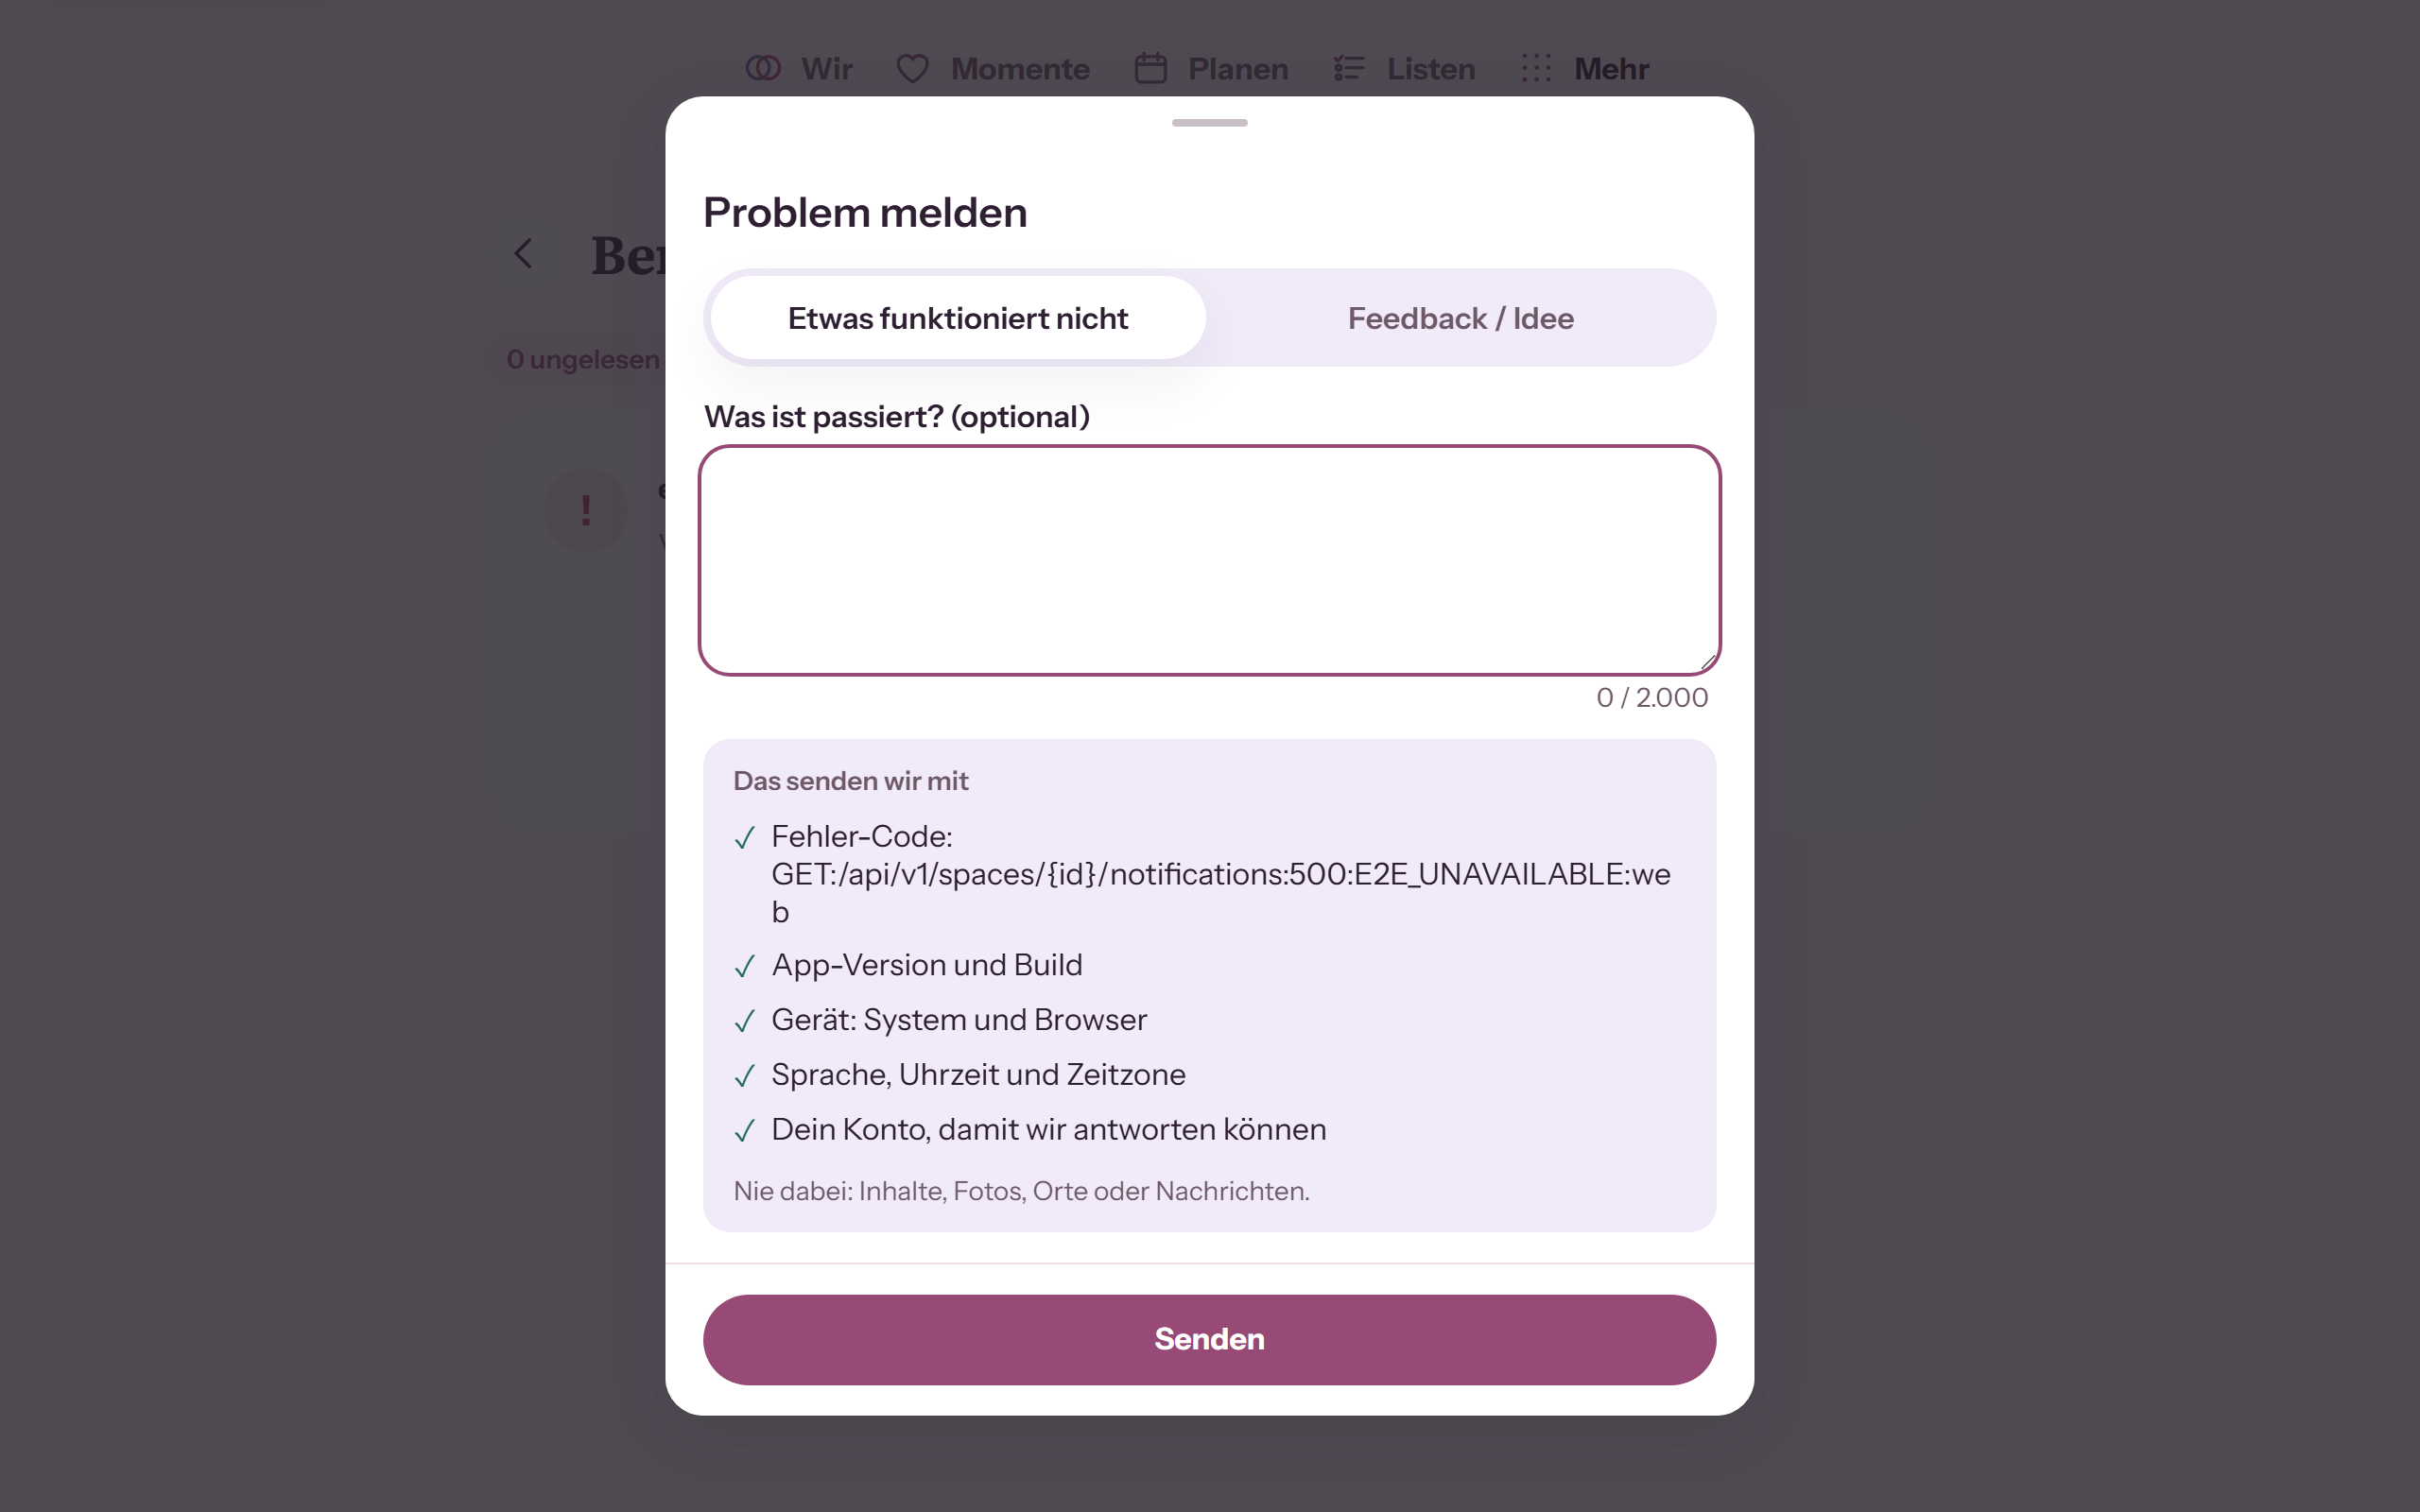 Wir Momente Planen Listen Mehr
Problem melden
0 ungelesen
!
Etwas funktioniert nicht Feedback / Idee
Was ist passiert? (optional)
0 / 2.000
Das senden wir mit
✓ Fehler-Code:
GET:/api/v1/spaces/{id}/notifications:500:E2E_UNAVAILABLE:we
b
✓ App-Version und Build
✓ Gerät: System und Browser
✓ Sprache, Uhrzeit und Zeitzone
✓ Dein Konto, damit wir antworten können
Nie dabei: Inhalte, Fotos, Orte oder Nachrichten.
Senden